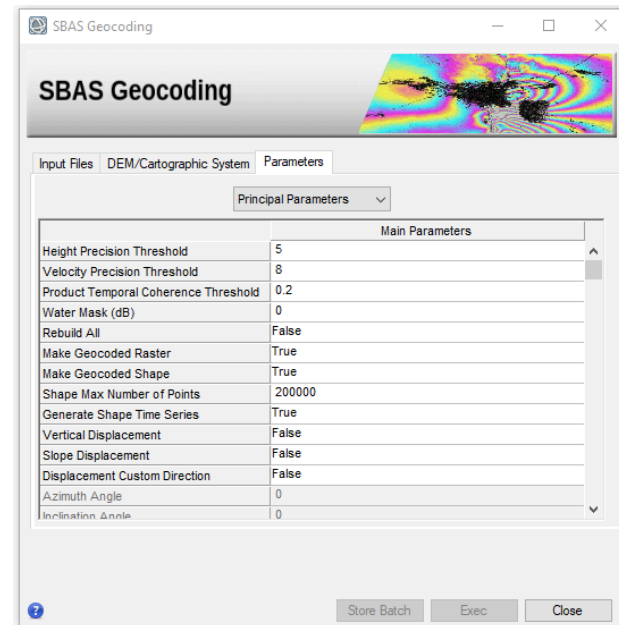 SBAS Geocoding
SBAS Geocoding
Input Files DEM/Cartographic System Parameters
Principal Parameters
Main Parameters
Height Precision Threshold 5
Velocity Precision Threshold 8
Product Temporal Coherence Threshold 0.2
Water Mask (dB) 0
Rebuild All False
Make Geocoded Raster True
Make Geocoded Shape True
Shape Max Number of Points 200000
Generate Shape Time Series True
Vertical Displacement False
Slope Displacement False
Displacement Custom Direction False
Azimuth Angle 0
Inclination Angle 0
? Store Batch Exec Close